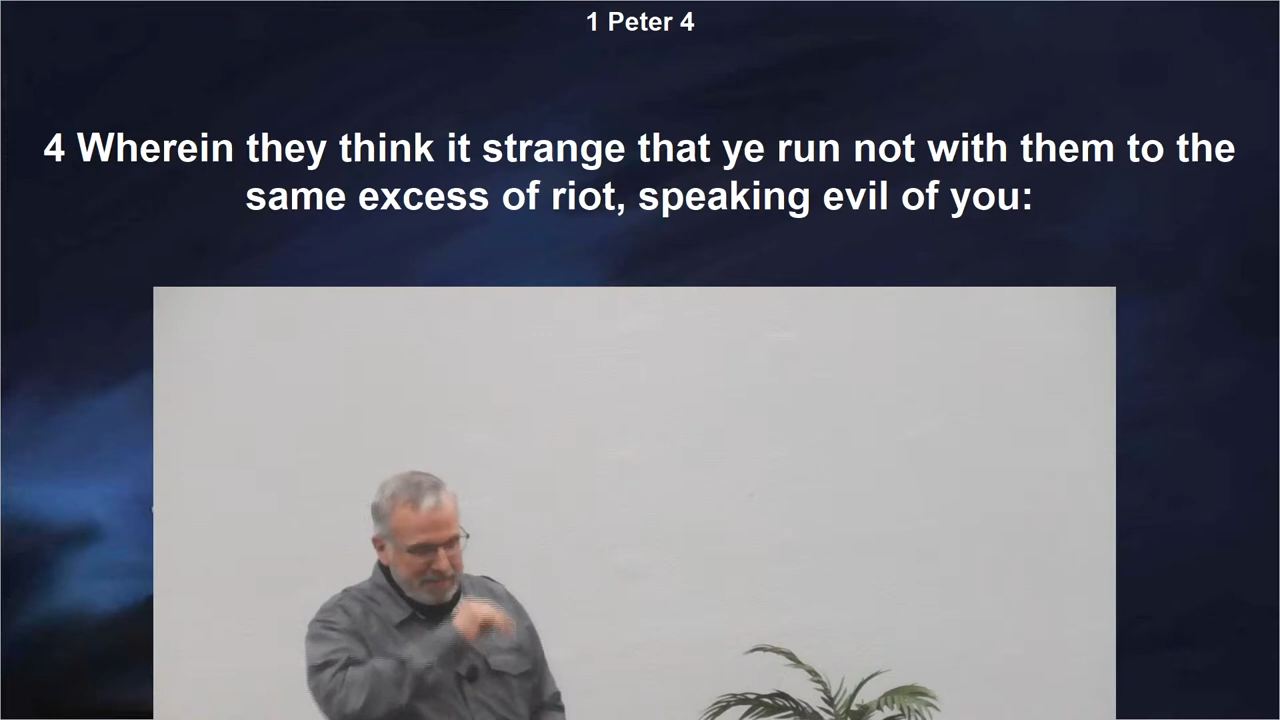 1 Peter 4
4 Wherein they think it strange that ye run not with them to the
same excess of riot, speaking evil of you: